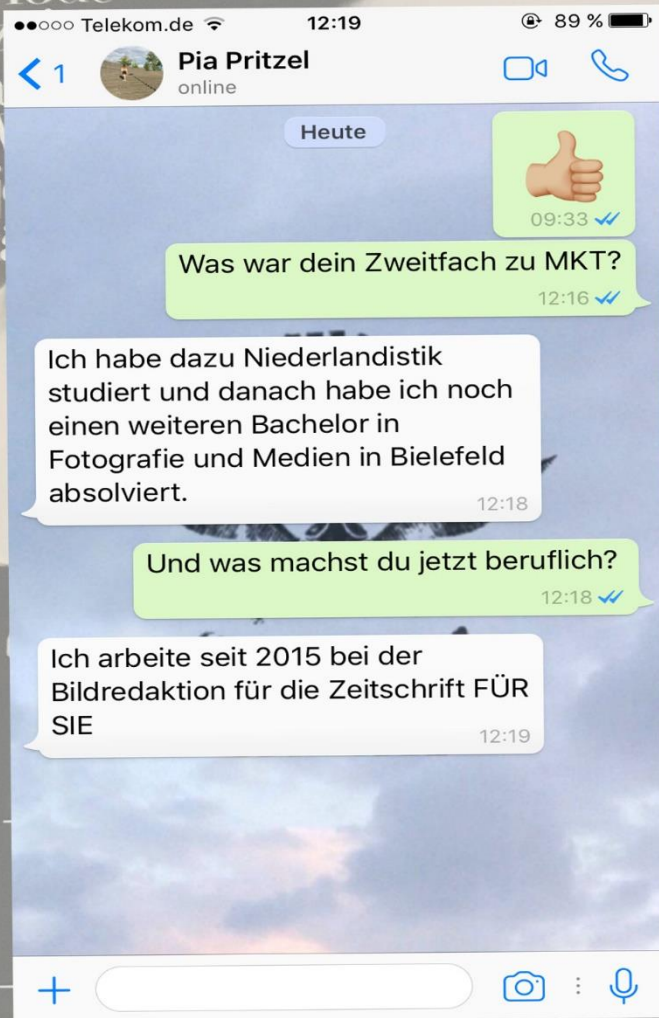 Telekom.de 12:19 89 %
1 Pia Pritzel
online
Heute
09:33
Was war dein Zweitfach zu MKT?
12:16
Ich habe dazu Niederlandistik
studiert und danach habe ich noch
einen weiteren Bachelor in
Fotografie und Medien in Bielefeld
absolviert.
12:18
Und was machst du jetzt beruflich?
12:18
Ich arbeite seit 2015 bei der
Bildredaktion für die Zeitschrift FÜR
SIE
12:19